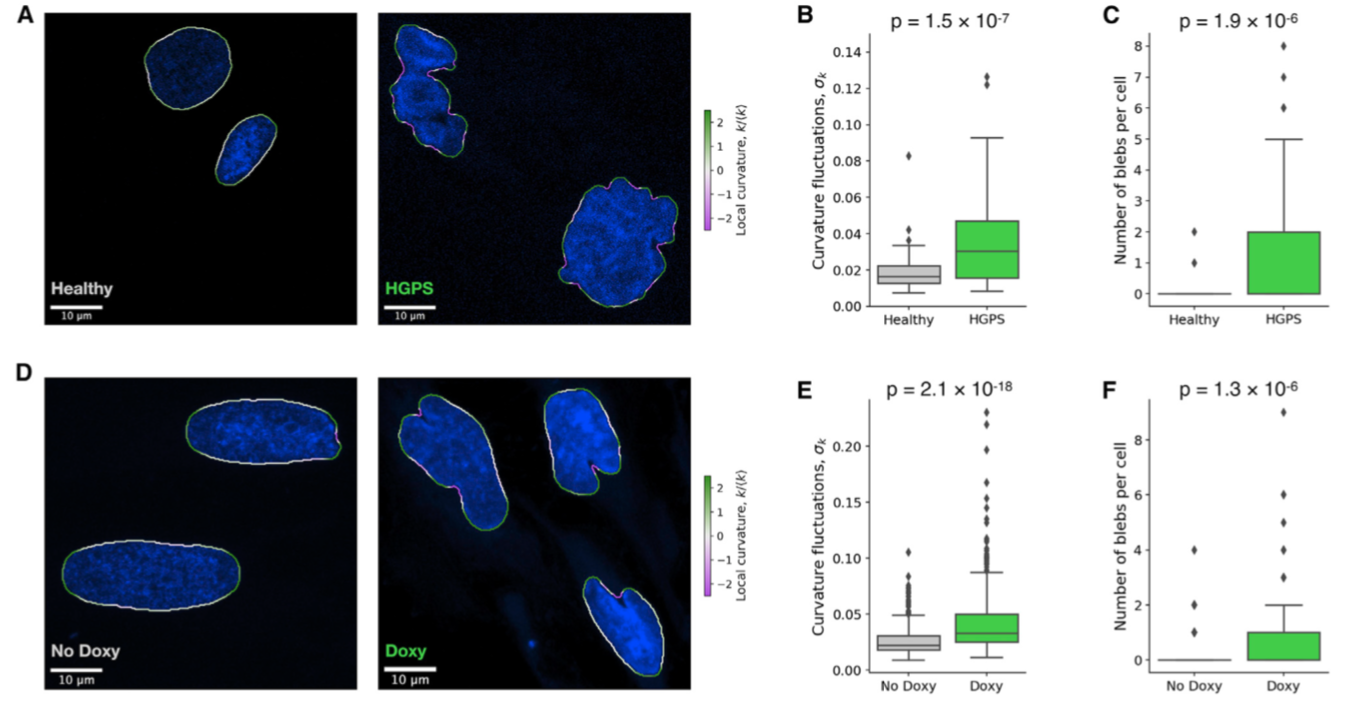 A
Healthy
10 μm
HGPS
10 μm
2
1
0
−1
−2
Local curvature, k/⟨k⟩
B
p = 1.5 × 10-7
Curvature fluctuations, σk
0.14
0.12
0.10
0.08
0.06
0.04
0.02
0.00
Healthy HGPS
C
p = 1.9 × 10-6
Number of blebs per cell
8
7
6
5
4
3
2
1
0
Healthy HGPS
D
No Doxy
10 μm
Doxy
10 μm
2
1
0
−1
−2
Local curvature, k/⟨k⟩
E
p = 2.1 × 10-18
Curvature fluctuations, σk
0.20
0.15
0.10
0.05
0.00
No Doxy Doxy
F
p = 1.3 × 10-6
Number of blebs per cell
8
6
4
2
0
No Doxy Doxy